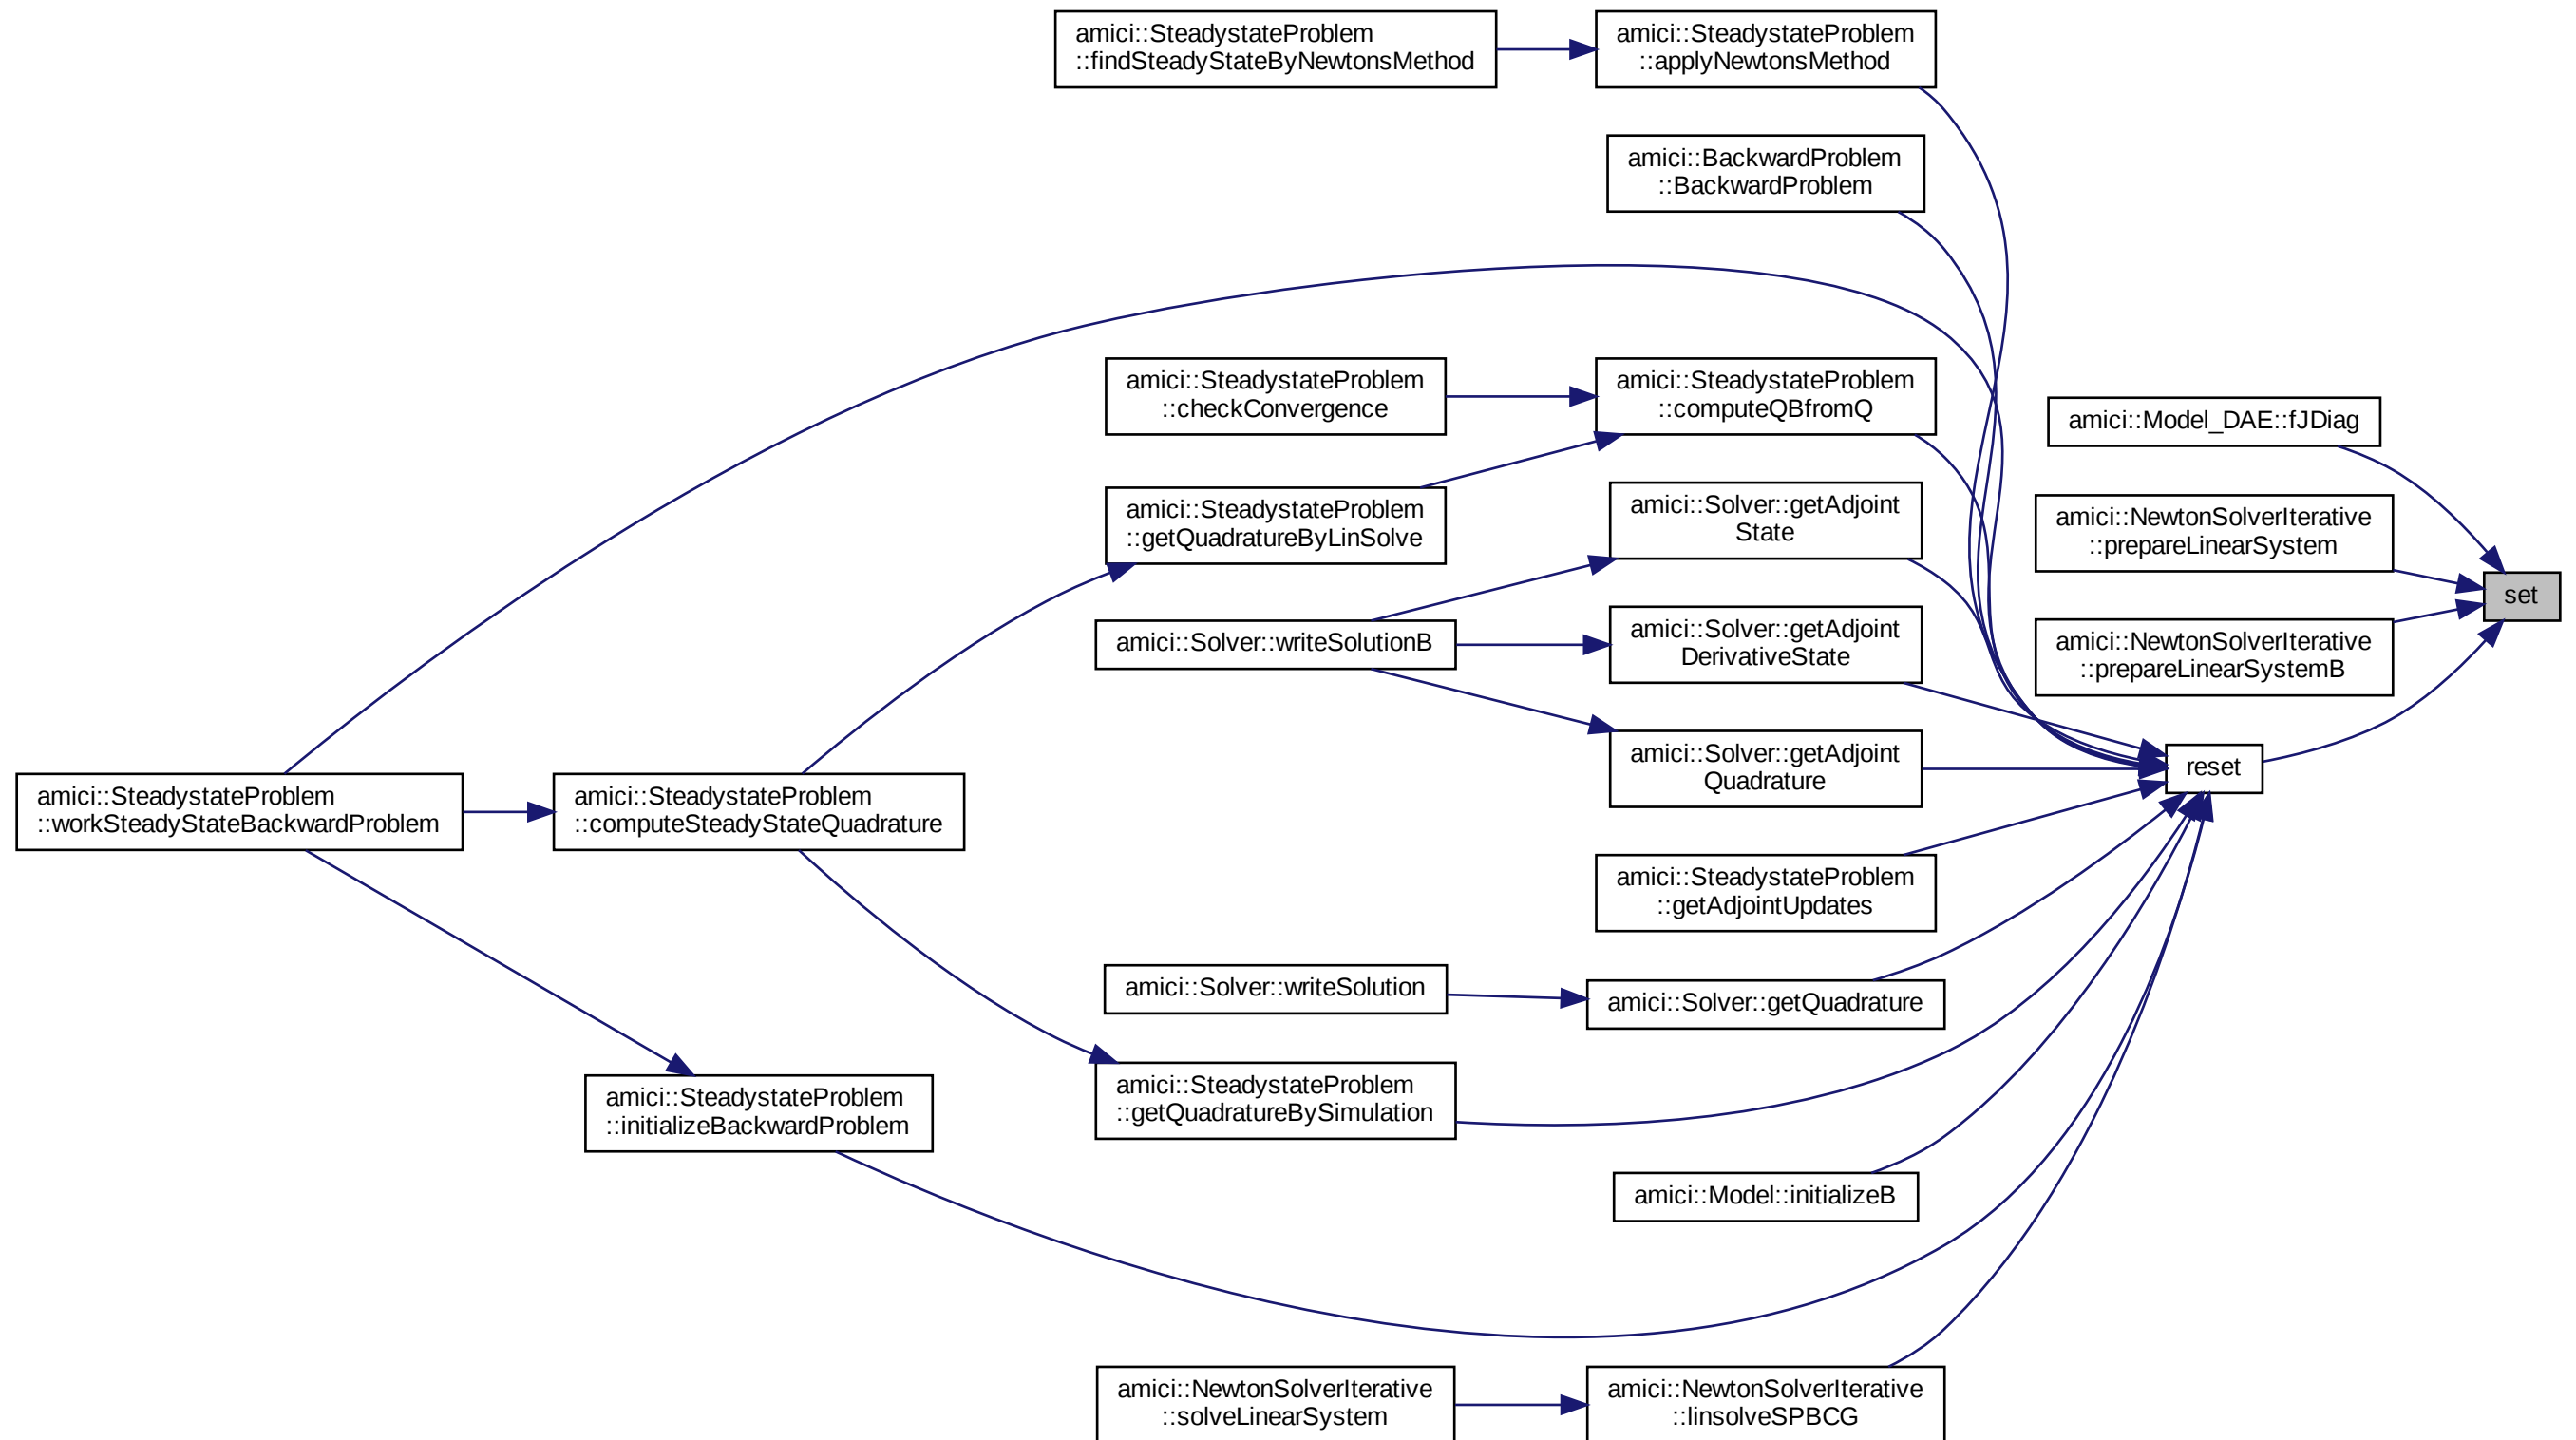 amici::SteadystateProblem
::findSteadyStateByNewtonsMethod
amici::SteadystateProblem
::applyNewtonsMethod
amici::BackwardProblem
::BackwardProblem
amici::SteadystateProblem
::checkConvergence
amici::SteadystateProblem
::computeQBfromQ
amici::Model_DAE::fJDiag
amici::SteadystateProblem
::getQuadratureByLinSolve
amici::Solver::getAdjoint
State
amici::NewtonSolverIterative
::prepareLinearSystem
set
amici::Solver::writeSolutionB
amici::Solver::getAdjoint
DerivativeState
amici::NewtonSolverIterative
::prepareLinearSystemB
amici::Solver::getAdjoint
Quadrature
reset
amici::SteadystateProblem
::workSteadyStateBackwardProblem
amici::SteadystateProblem
::computeSteadyStateQuadrature
amici::SteadystateProblem
::getAdjointUpdates
amici::Solver::writeSolution
amici::Solver::getQuadrature
amici::SteadystateProblem
::getQuadratureBySimulation
amici::SteadystateProblem
::initializeBackwardProblem
amici::Model::initializeB
amici::NewtonSolverIterative
::solveLinearSystem
amici::NewtonSolverIterative
::linsolveSPBCG